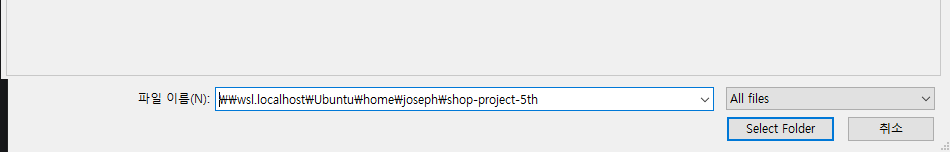 파일 이름(N): ₩₩wsl.localhost₩Ubuntu₩home₩joseph₩shop-project-5th All files
Select Folder 취소